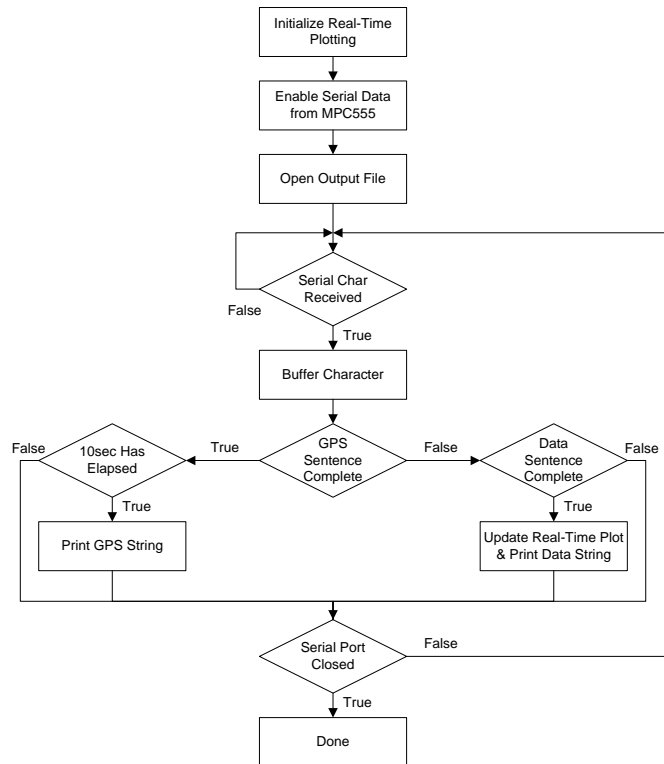 Initialize Real-Time
Plotting
Enable Serial Data
from MPC555
Open Output File
Serial Char
Received
False
True
Buffer Character
False
10sec Has
Elapsed
True
GPS
Sentence
Complete
False
Data
Sentence
Complete
False
True
True
Print GPS String
Update Real-Time Plot
& Print Data String
Serial Port
Closed
False
True
Done